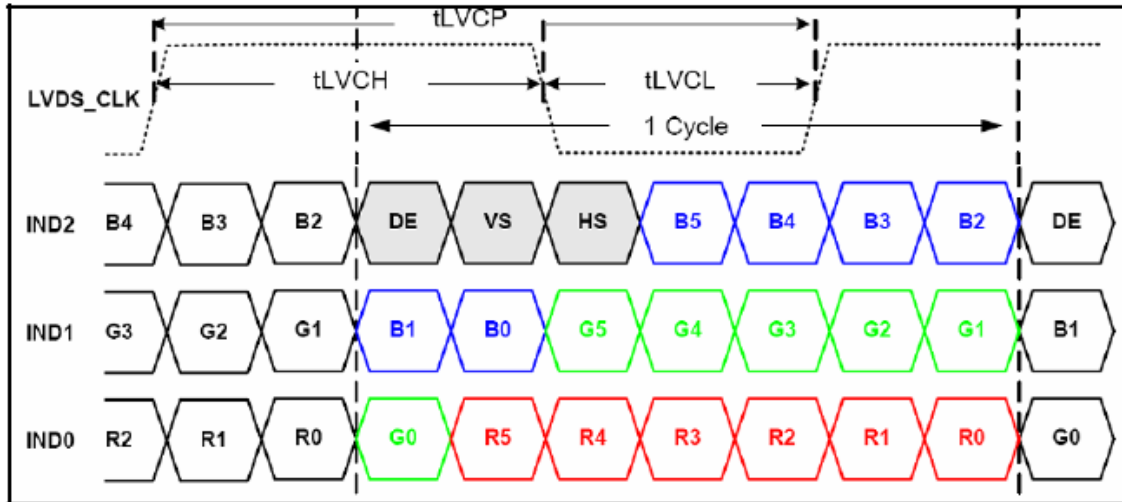 tLVCP
tLVCH tLVCL
LVDS_CLK
1 Cycle
IND2 B4 B3 B2 DE VS HS B5 B4 B3 B2 DE
IND1 G3 G2 G1 B1 B0 G5 G4 G3 G2 G1 B1
IND0 R2 R1 R0 G0 R5 R4 R3 R2 R1 R0 G0